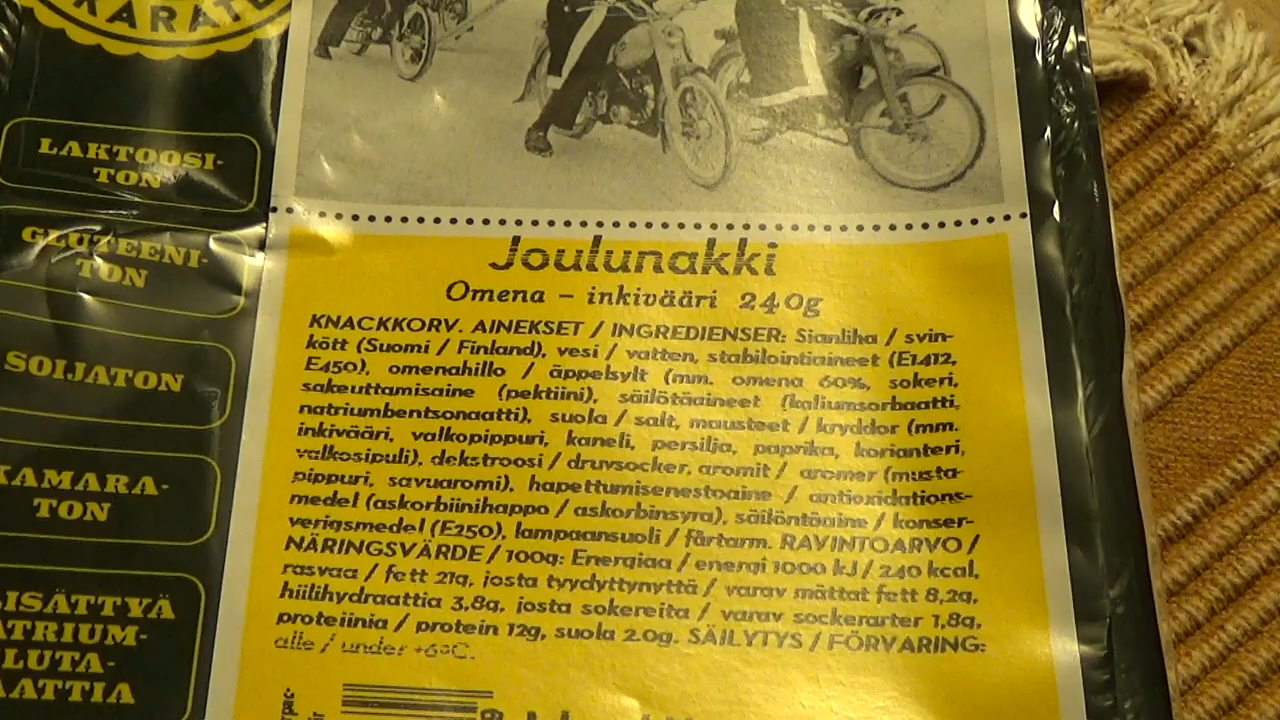 KARATE
LAKTOOSI-
TON
GLUTEENI-
TON
SOIJATON
KAMARA-
TON
LISÄTTYÄ
ATRIUM-
LUTA-
AATTIA
Joulunakki
Omena – inkivääri 240g
KNACKKORV. AINEKSET / INGREDIENSER: Sianliha / svin-
kött (Suomi / Finland), vesi / vatten, stabilointiaineet (E1412,
E450), omenahillo / äppelsylt (mm. omena 60%, sokeri,
sakeuttamisaine (pektiini), säilötäaineet (kaliumsorbaatti,
natriumbentsonaatti), suola / salt, mausteet / kryddor (mm.
inkivääri, valkopippuri, kaneli, persilja, paprika, korianteri,
valkosipuli), dekstroosi / druvsocker, aromit / aromer (musta-
pippuri, savuaromi), hapettumisenestoaine / antioxidations-
medel (askorbiinihappo / askorbinsyra), säilöntäaine / konser-
verigsmedel (E250), lampaansuoli / fårtarm. RAVINTOARVO /
NÄRINGSVÄRDE / 100g: Energiaa / energi 1000 kJ / 240 kcal,
rasvaa / fett 21g, josta tyydyttynyttä / varav mättat fett 8,2g,
hiilihydraattia 3,8g, josta sokereita / varav sockerarter 1,8g,
proteiinia / protein 12g, suola 2.0g. SÄILYTYS / FÖRVARING:
alle / under +6°C.